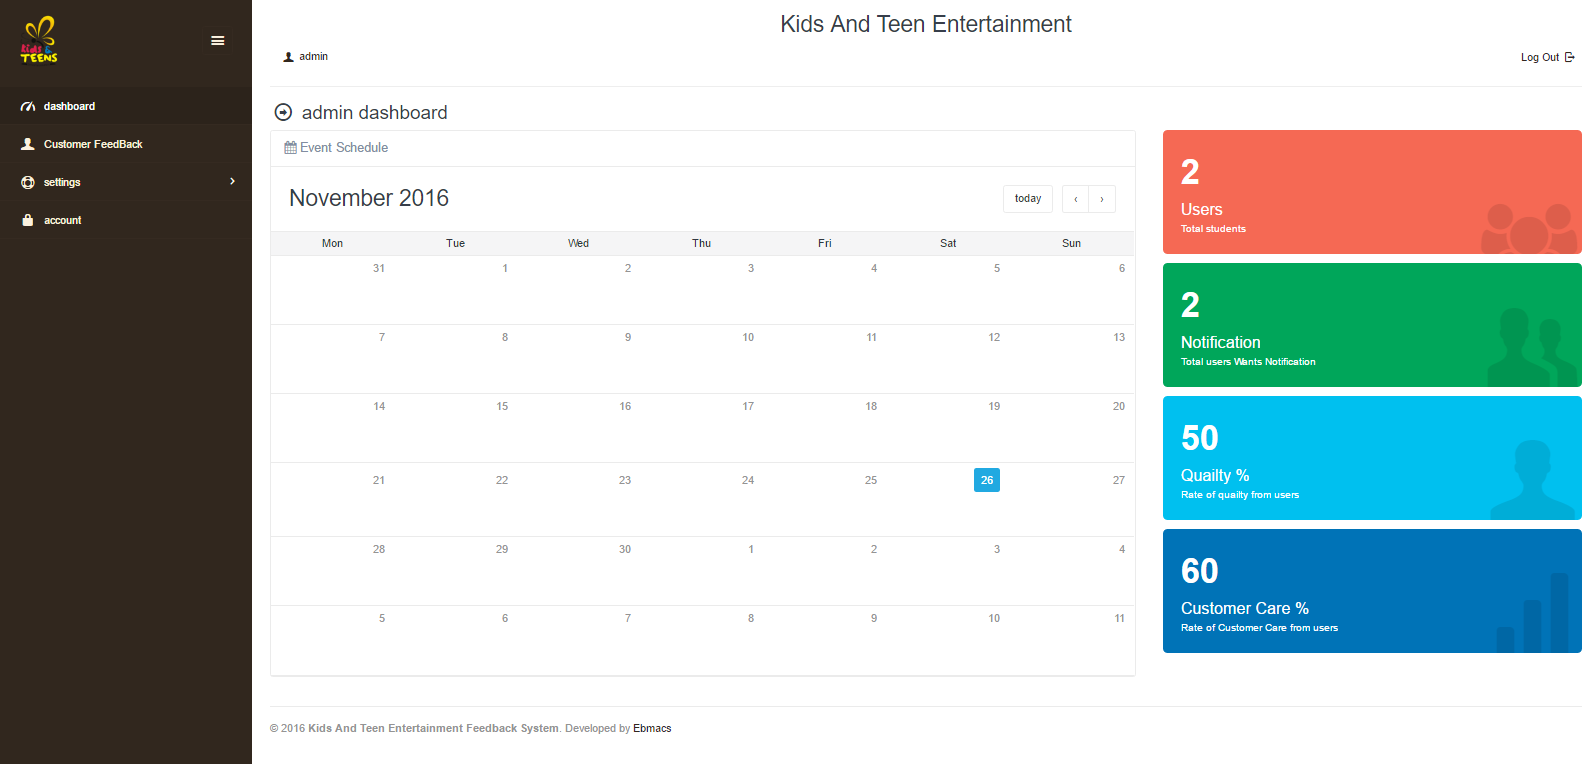 Kids &
TEENS
dashboard
Customer FeedBack
settings
account
Kids And Teen Entertainment
admin
Log Out
admin dashboard
Event Schedule
November 2016
today
‹ ›
Mon Tue Wed Thu Fri Sat Sun
31 1 2 3 4 5 6
7 8 9 10 11 12 13
14 15 16 17 18 19 20
21 22 23 24 25 26 27
28 29 30 1 2 3 4
5 6 7 8 9 10 11
2
Users
Total students
2
Notification
Total users Wants Notification
50
Quailty %
Rate of quailty from users
60
Customer Care %
Rate of Customer Care from users
© 2016 Kids And Teen Entertainment Feedback System. Developed by Ebmacs